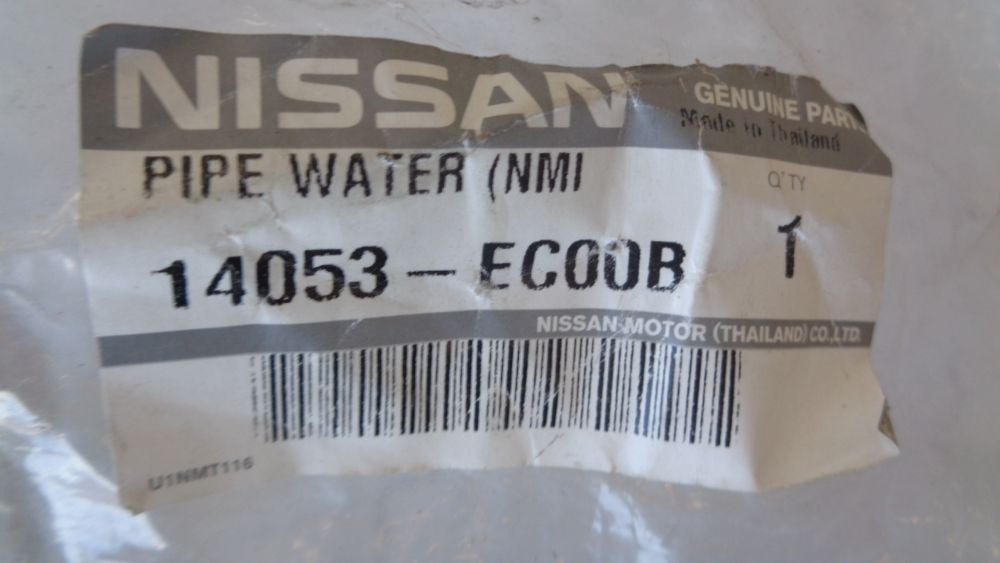 NISSAN
GENUINE PARTS
Made in Thailand
PIPE WATER (NMI
Q'TY
14053-EC00B
1
NISSAN MOTOR (THAILAND) CO.,LTD.
U1NMT116